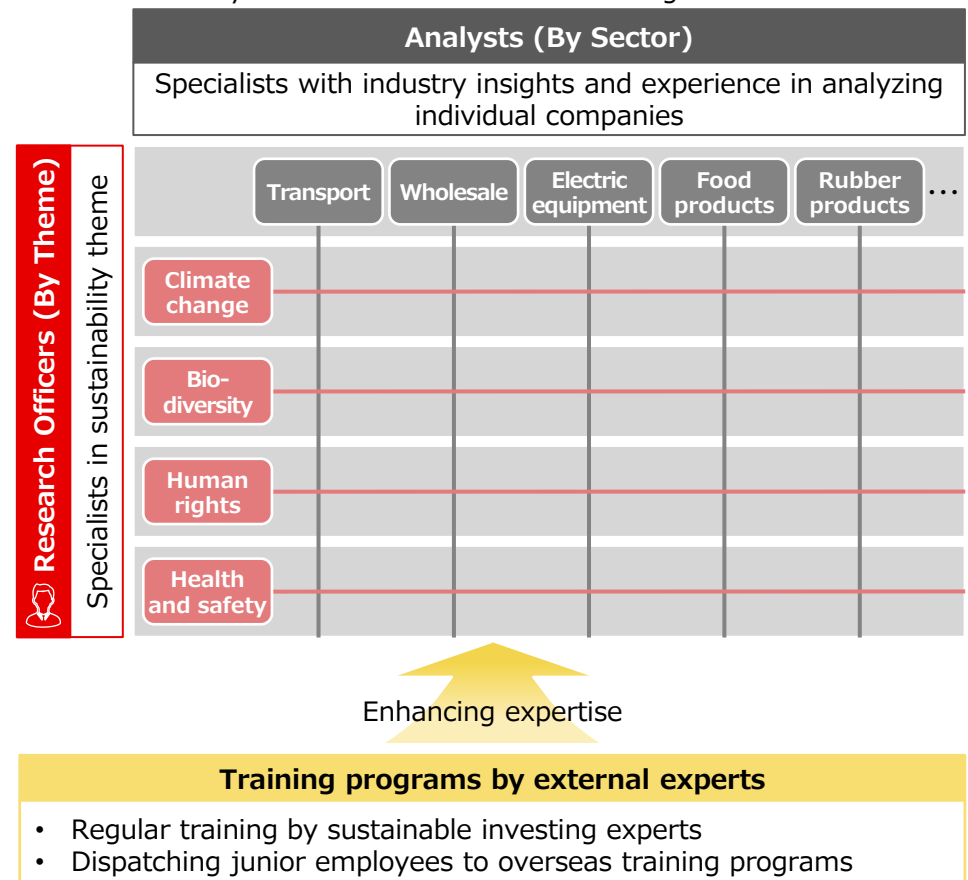 Analysts (By Sector)
Specialists with industry insights and experience in analyzing
individual companies
Research Officers (By Theme)
Specialists in sustainability theme
Transport
Wholesale
Electric
equipment
Food
products
Rubber
products
...
Climate
change
Bio-
diversity
Human
rights
Health
and safety
Enhancing expertise
Training programs by external experts
• Regular training by sustainable investing experts
• Dispatching junior employees to overseas training programs